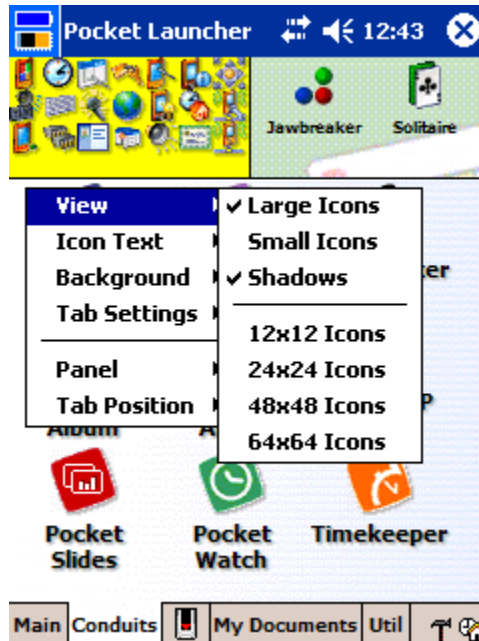 Pocket Launcher 12:43
Jawbreaker Solitaire
View
Icon Text
Background
Tab Settings
Panel
Tab Position
Large Icons
Small Icons
Shadows
12x12 Icons
24x24 Icons
48x48 Icons
64x64 Icons
Album
Pocket Slides
Pocket Watch
Timekeeper
Main Conduits My Documents Util